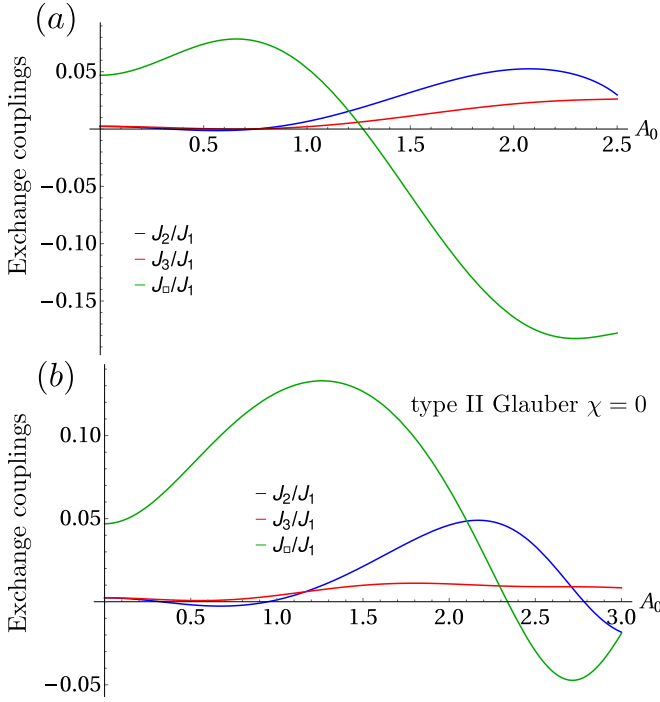 (a)
Exchange couplings
0.05
−0.05
−0.10
−0.15
0.5
1.0
1.5
2.0
2.5
A₀
J₂/J₁
J₃/J₁
J□/J₁
(b)
type II Glauber χ = 0
Exchange couplings
0.10
0.05
−0.05
0.5
1.0
1.5
2.0
2.5
3.0
A₀
J₂/J₁
J₃/J₁
J□/J₁